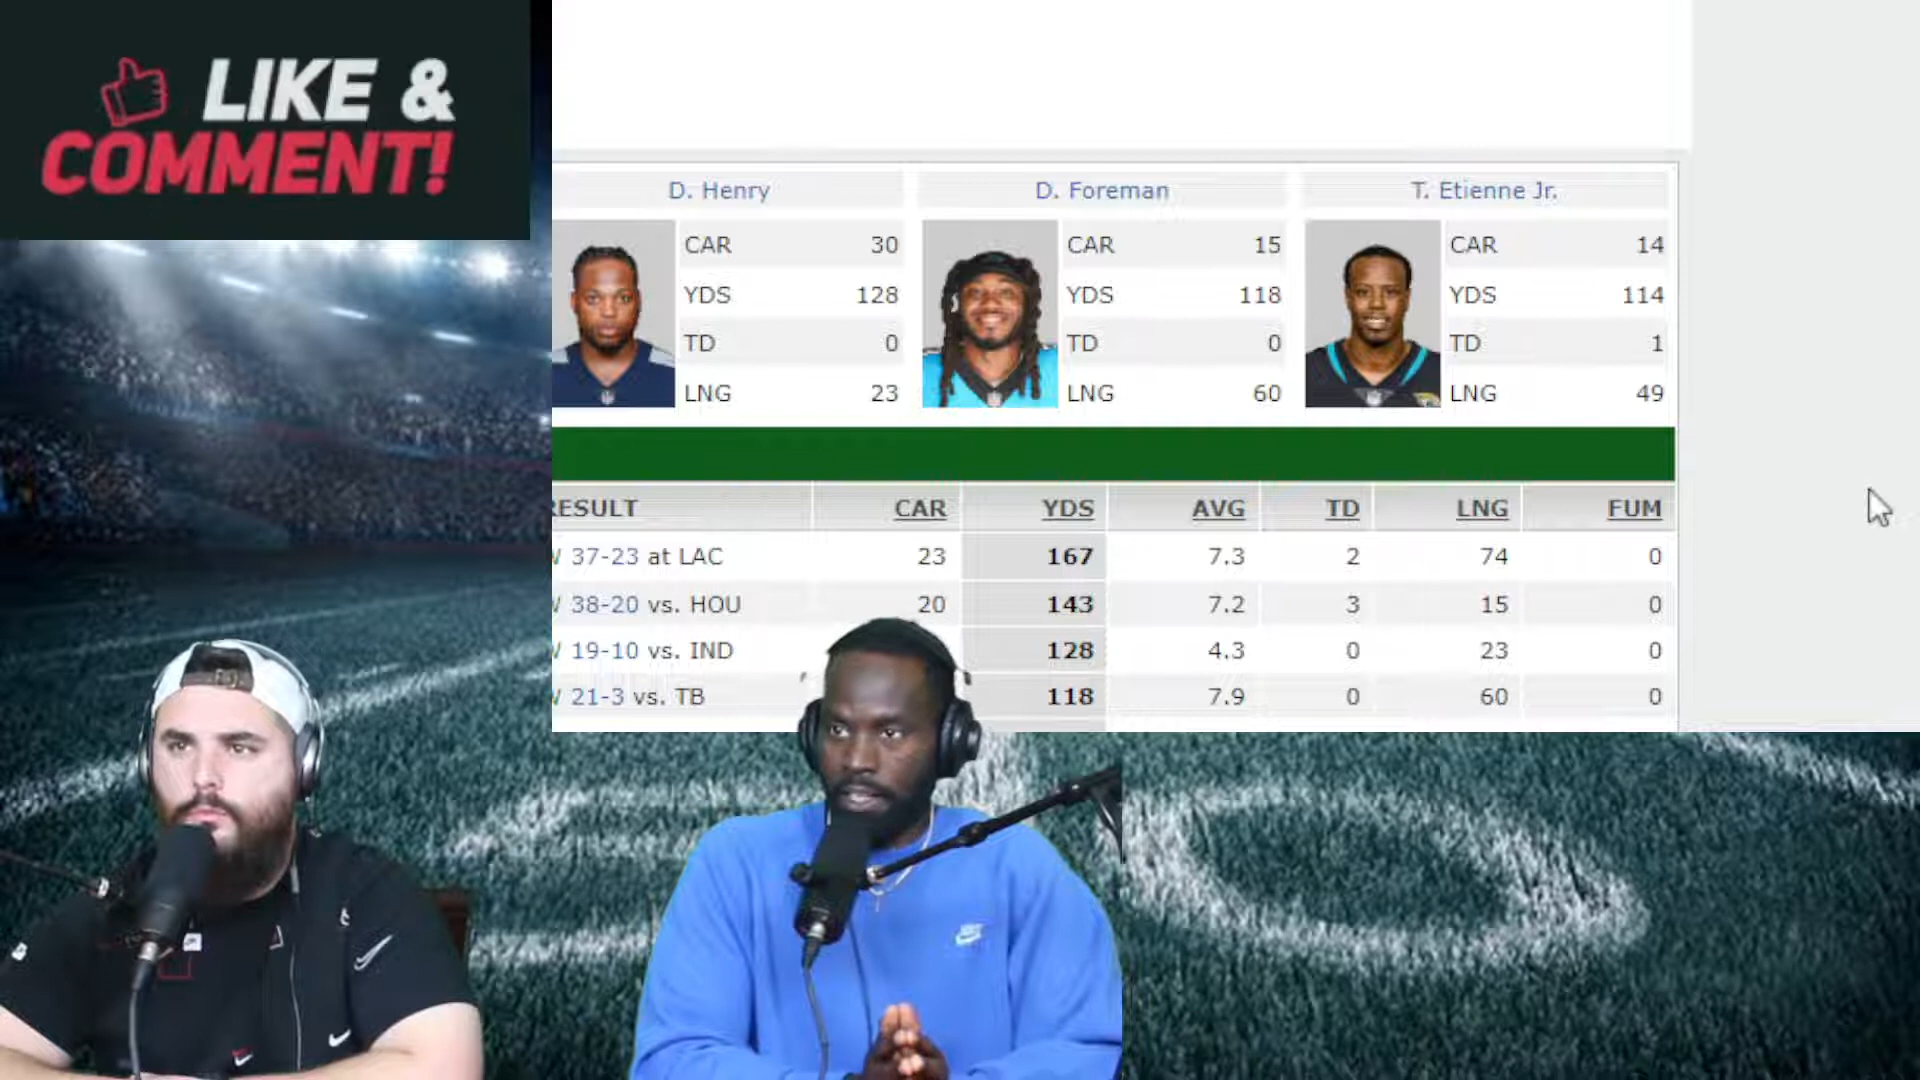 LIKE &
COMMENT!
D. Henry D. Foreman T. Etienne Jr.
CAR 30 CAR 15 CAR 14
YDS 128 YDS 118 YDS 114
TD 0 TD 0 TD 1
LNG 23 LNG 60 LNG 49
RESULT CAR YDS AVG TD LNG FUM
W 37-23 at LAC 23 167 7.3 2 74 0
W 38-20 vs. HOU 20 143 7.2 3 15 0
W 19-10 vs. IND 128 4.3 0 23 0
W 21-3 vs. TB 118 7.9 0 60 0